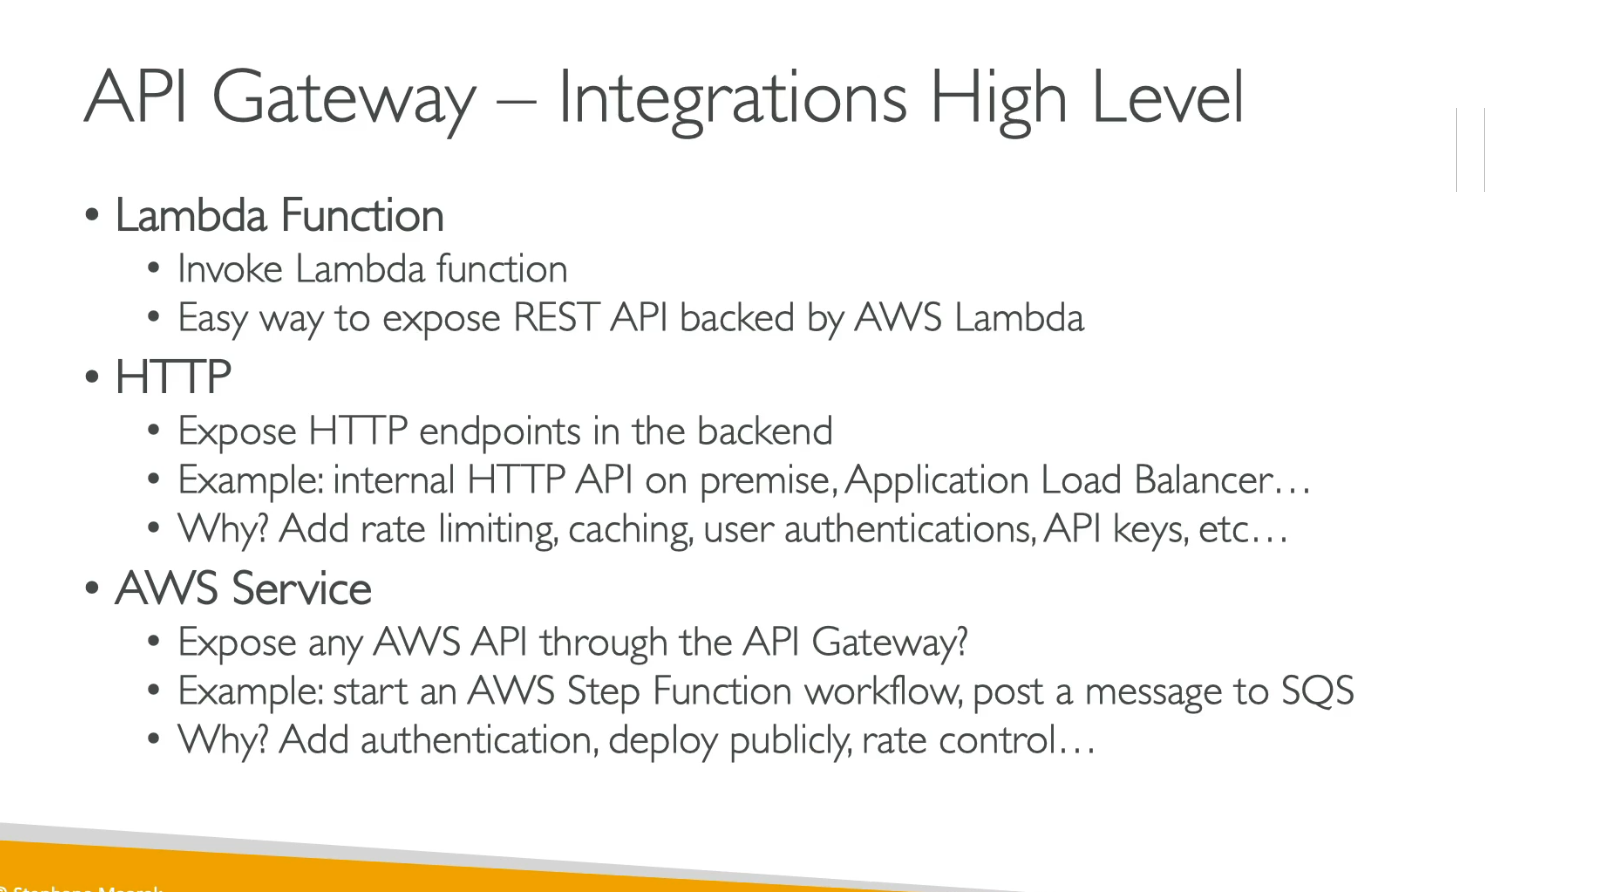 API Gateway – Integrations High Level
• Lambda Function
• Invoke Lambda function
• Easy way to expose REST API backed by AWS Lambda
• HTTP
• Expose HTTP endpoints in the backend
• Example: internal HTTP API on premise, Application Load Balancer…
• Why? Add rate limiting, caching, user authentications, API keys, etc…
• AWS Service
• Expose any AWS API through the API Gateway?
• Example: start an AWS Step Function workflow, post a message to SQS
• Why? Add authentication, deploy publicly, rate control…